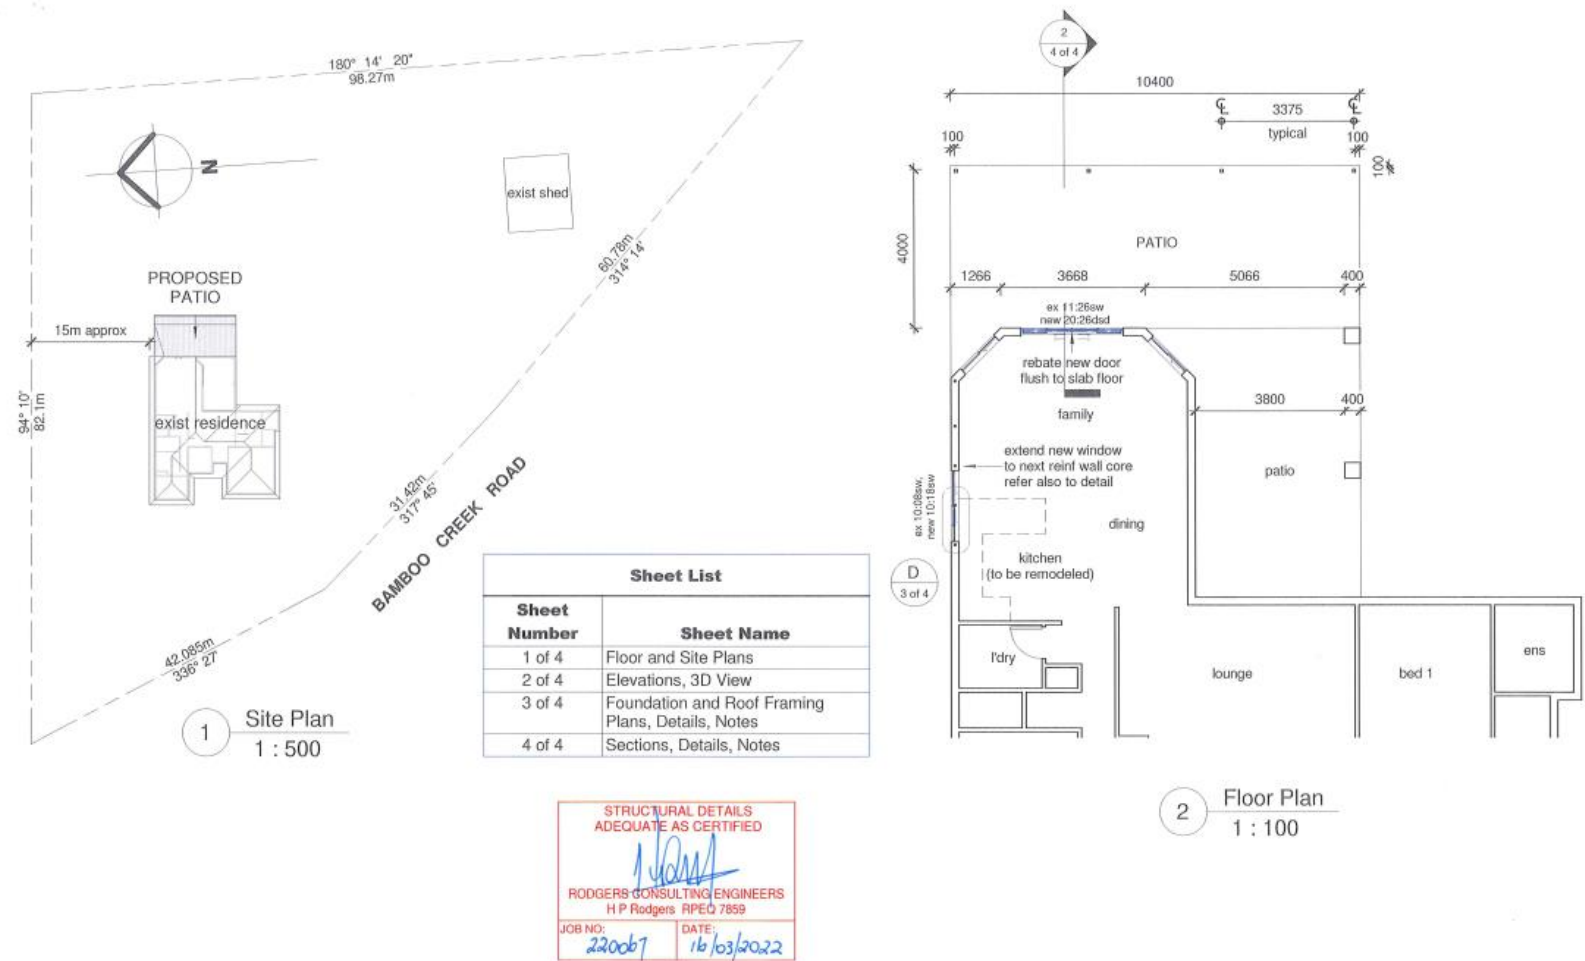 180° 14' 20"
98.27m
N
exist shed
60.78m
314° 14'
PROPOSED
PATIO
15m approx
94° 10'
82.1m
exist residence
31.42m
317° 45'
BAMBOO CREEK ROAD
42.085m
336° 27'
1
Site Plan
1 : 500
Sheet List
Sheet Number
Sheet Name
1 of 4 Floor and Site Plans
2 of 4 Elevations, 3D View
3 of 4 Foundation and Roof Framing
Plans, Details, Notes
4 of 4 Sections, Details, Notes
STRUCTURAL DETAILS
ADEQUATE AS CERTIFIED
RODGERS CONSULTING ENGINEERS
H P Rodgers RPEQ 7859
JOB NO: DATE:
220067 16/03/2022
2
4 of 4
10400
3375
typical
100
100
100
4000
PATIO
1266 3668 5066 400
ex 11:26sw
new 20:26dsd
rebate new door
flush to slab floor
family
3800 400
extend new window
to next reinf wall core
refer also to detail
patio
ex 10:08sw,
new 10:18sw
dining
kitchen
(to be remodeled)
D
3 of 4
l'dry
lounge
bed 1
ens
2
Floor Plan
1 : 100